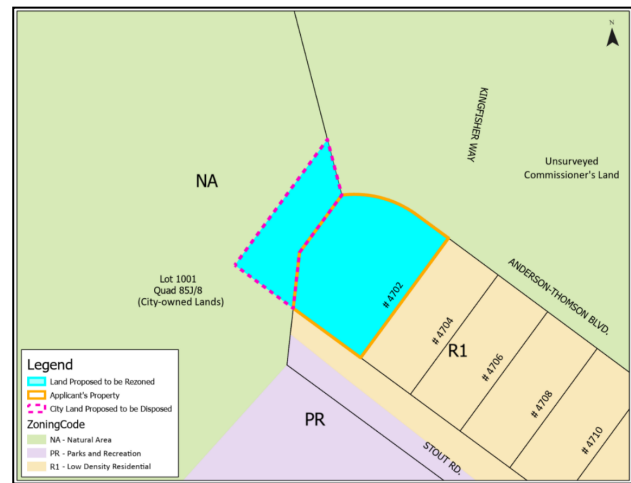 N
KINGFISHER WAY
Unsurveyed
Commissioner's Land
NA
Lot 1001
Quad 85J/8
(City-owned Lands)
ANDERSON-THOMSON BLVD.
# 4702
# 4704
R1
# 4706
# 4708
# 4710
PR
STOUT RD.
Legend
Land Proposed to be Rezoned
Applicant's Property
City Land Proposed to be Disposed
ZoningCode
NA - Natural Area
PR - Parks and Recreation
R1 - Low Density Residential